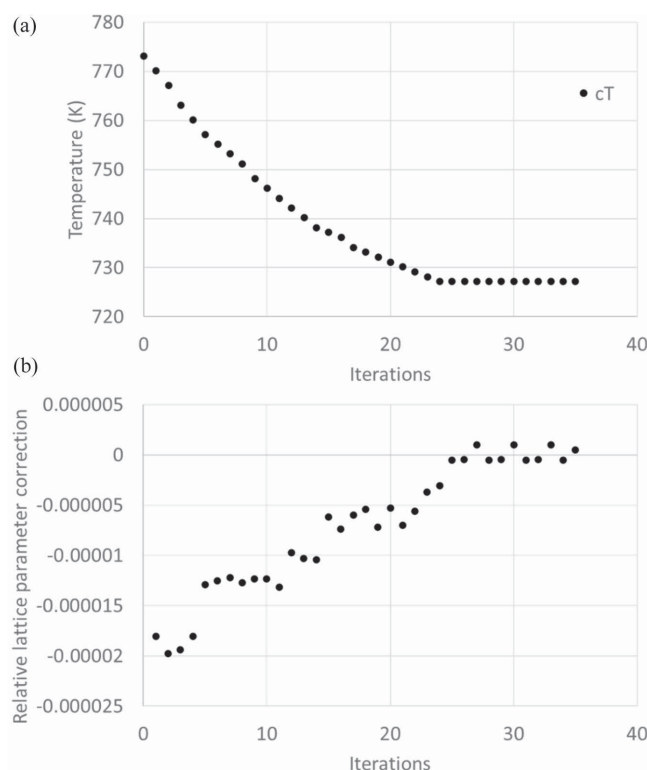 (a)
780
770
760
750
740
730
720
Temperature (K)
cT
0 10 20 30 40
Iterations
(b)
0.000005
0
-0.000005
-0.00001
-0.000015
-0.00002
-0.000025
Relative lattice parameter correction
0 10 20 30 40
Iterations